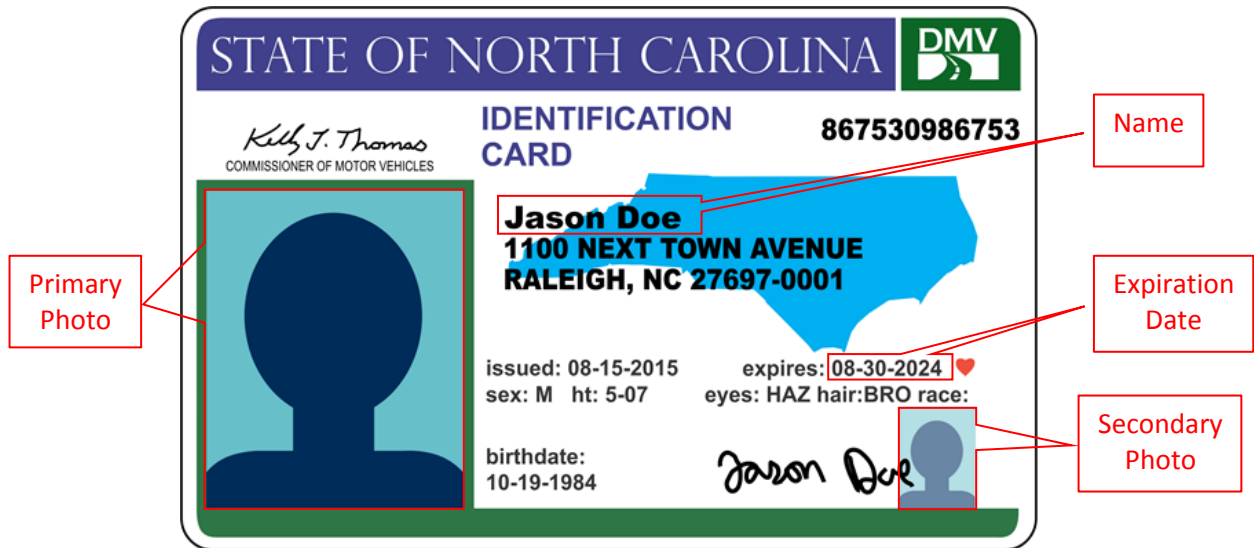 STATE OF NORTH CAROLINA
DMV
Kelly J. Thomas
COMMISSIONER OF MOTOR VEHICLES
IDENTIFICATION
CARD
867530986753
Name
Jason Doe
1100 NEXT TOWN AVENUE
RALEIGH, NC 27697-0001
Primary
Photo
Expiration
Date
issued: 08-15-2015 expires: 08-30-2024
sex: M ht: 5-07 eyes: HAZ hair:BRO race:
Secondary
Photo
birthdate:
10-19-1984
Jason Doe